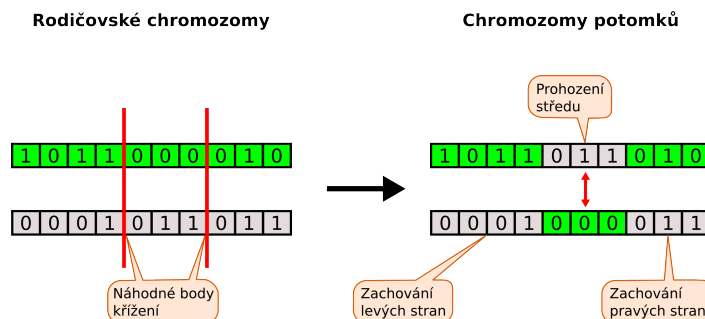 Rodičovské chromozomy
Chromozomy potomků
Prohození
středu
1 0 1 1 0 0 0 0 1 0
1 0 1 1 0 1 1 0 1 0
0 0 0 1 0 1 1 0 1 1
0 0 0 1 0 0 0 0 1 1
Náhodné body
křížení
Zachování
levých stran
Zachování
pravých stran